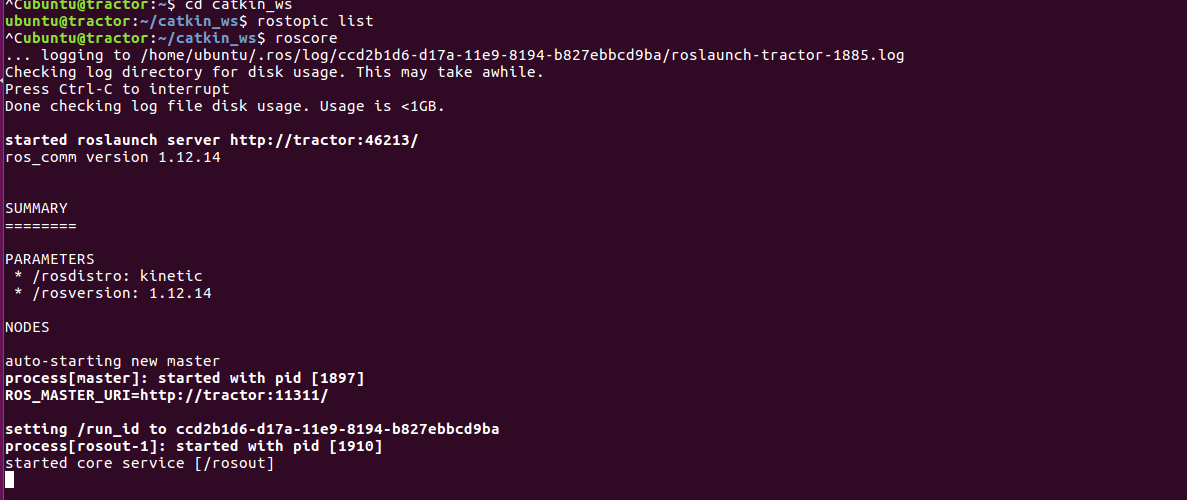 ^Cubuntu@tractor:~$ cd catkin_ws
ubuntu@tractor:~/catkin_ws$ rostopic list
^Cubuntu@tractor:~/catkin_ws$ roscore
... logging to /home/ubuntu/.ros/log/ccd2b1d6-d17a-11e9-8194-b827ebbcd9ba/roslaunch-tractor-1885.log
Checking log directory for disk usage. This may take awhile.
Press Ctrl-C to interrupt
Done checking log file disk usage. Usage is <1GB.
started roslaunch server http://tractor:46213/
ros_comm version 1.12.14
SUMMARY
========
PARAMETERS
 * /rosdistro: kinetic
 * /rosversion: 1.12.14
NODES
auto-starting new master
process[master]: started with pid [1897]
ROS_MASTER_URI=http://tractor:11311/
setting /run_id to ccd2b1d6-d17a-11e9-8194-b827ebbcd9ba
process[rosout-1]: started with pid [1910]
started core service [/rosout]